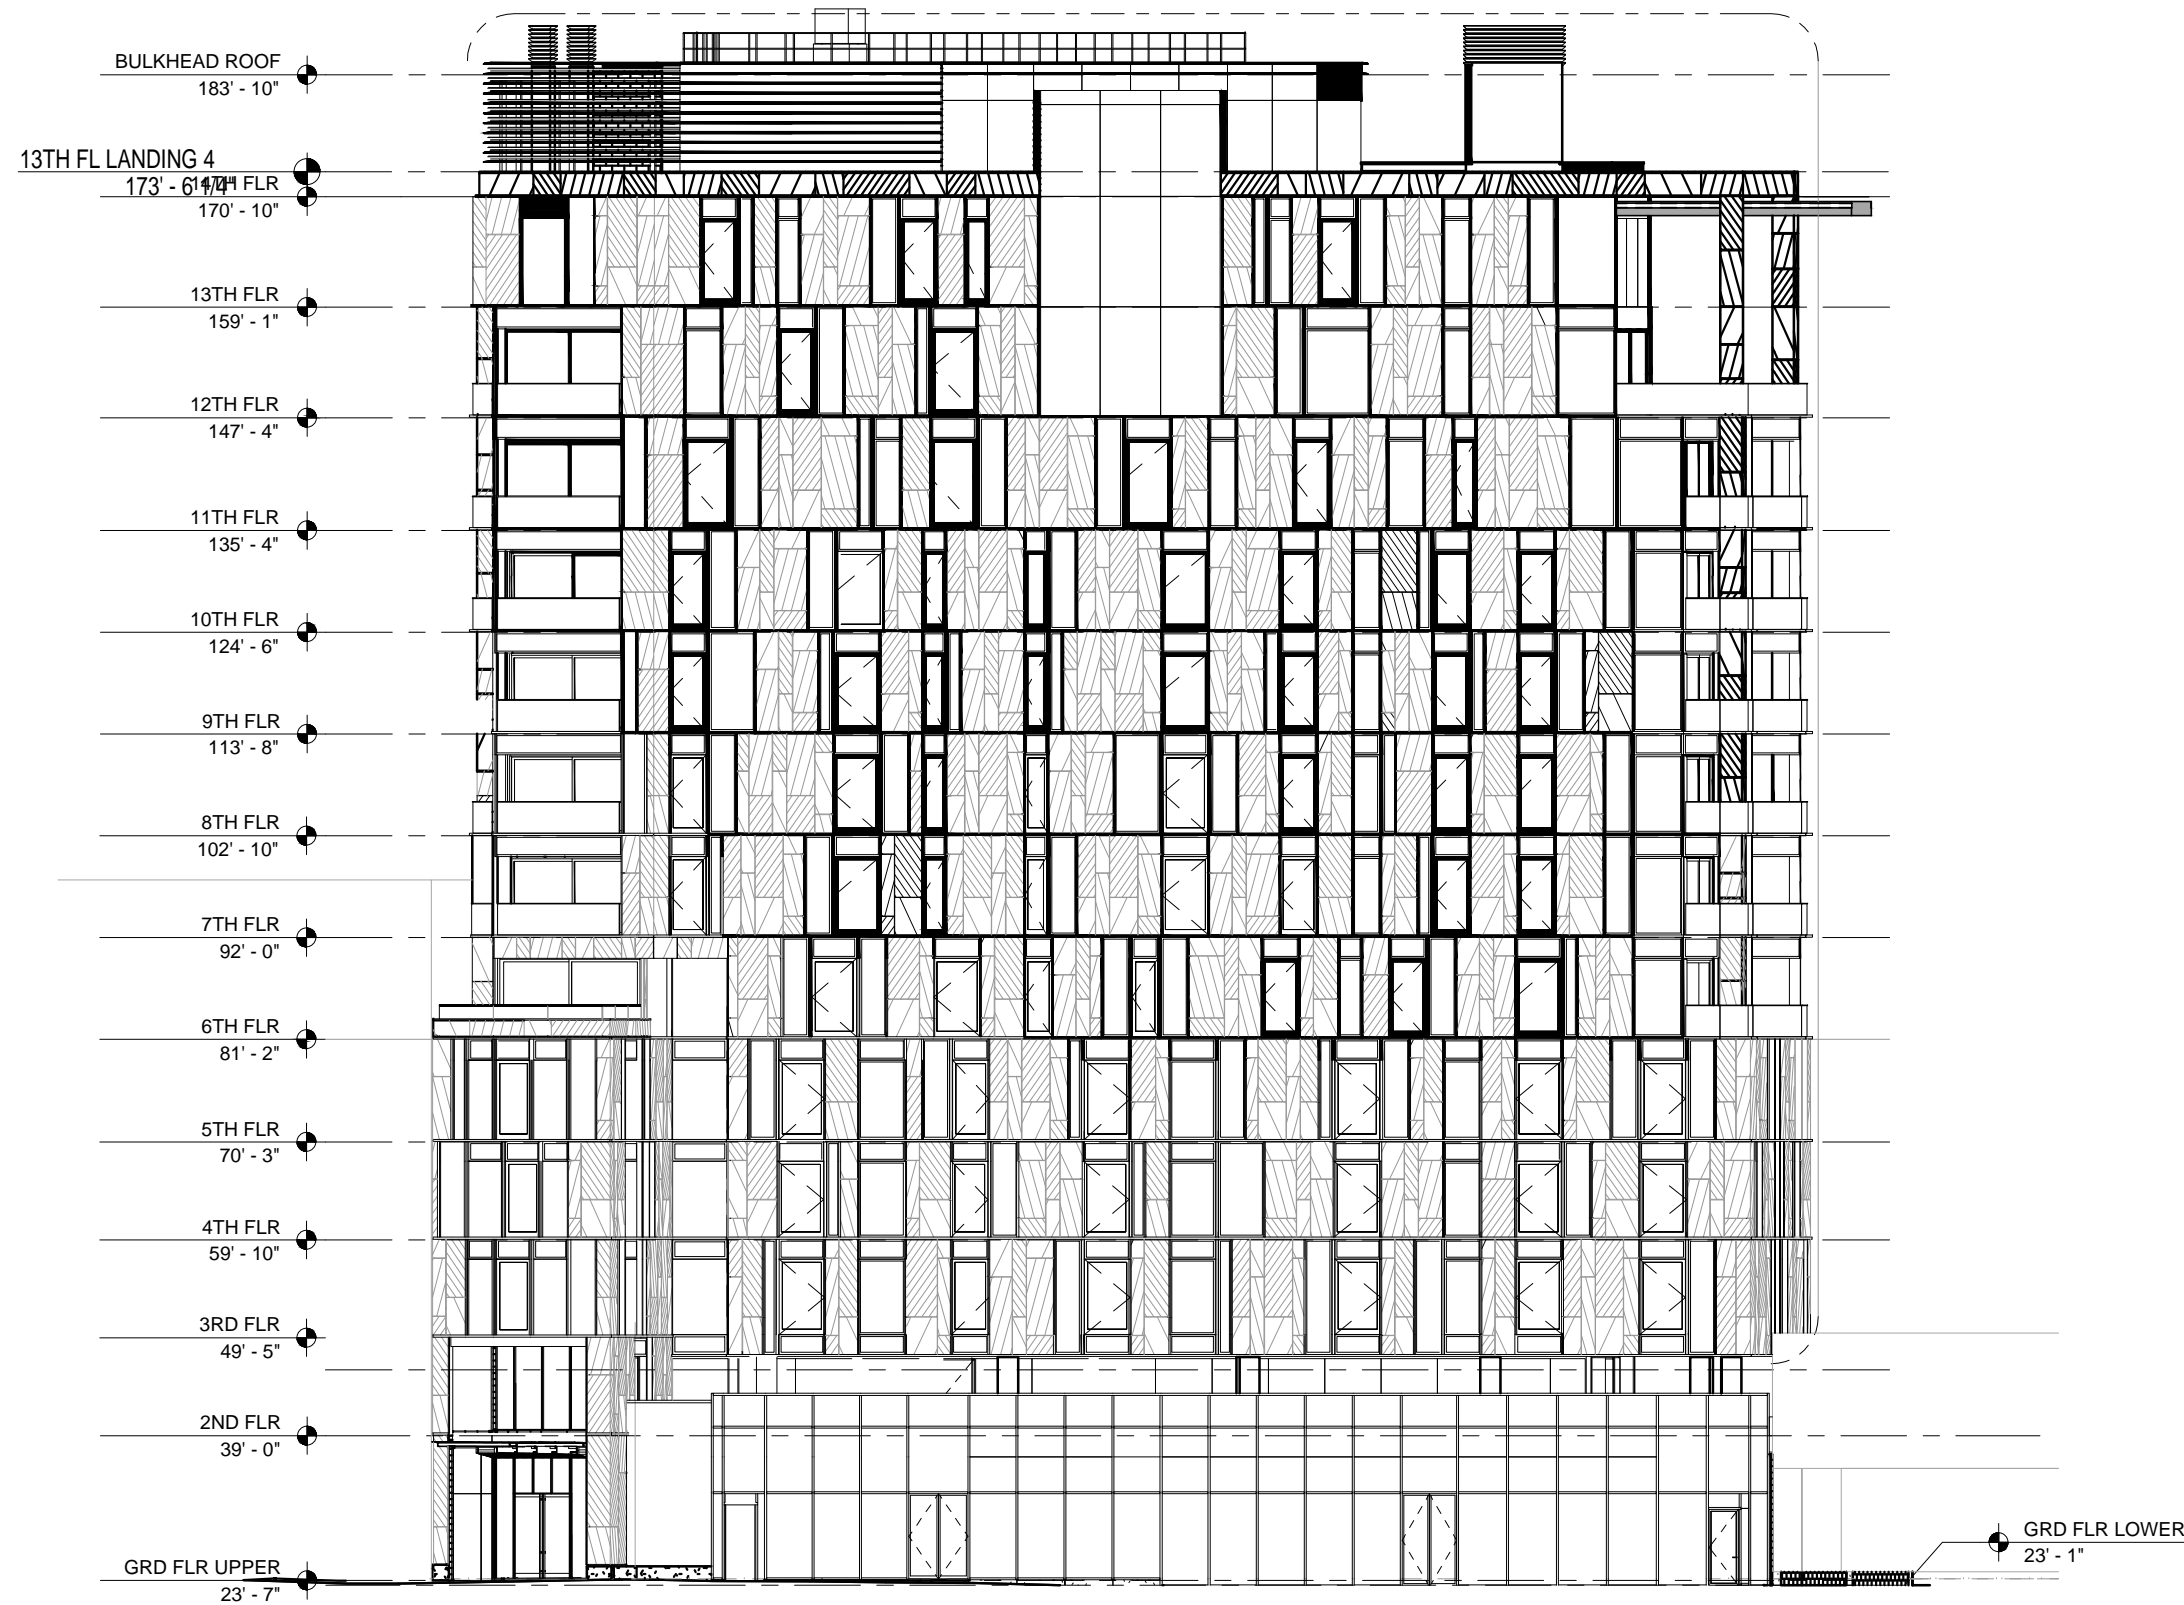 BULKHEAD ROOF
183' - 10"
13TH FL LANDING 4
173' - 6 1/4"
14TH FLR
170' - 10"
13TH FLR
159' - 1"
12TH FLR
147' - 4"
11TH FLR
135' - 4"
10TH FLR
124' - 6"
9TH FLR
113' - 8"
8TH FLR
102' - 10"
7TH FLR
92' - 0"
6TH FLR
81' - 2"
5TH FLR
70' - 3"
4TH FLR
59' - 10"
3RD FLR
49' - 5"
2ND FLR
39' - 0"
GRD FLR LOWER
23' - 1"
GRD FLR UPPER
23' - 7"